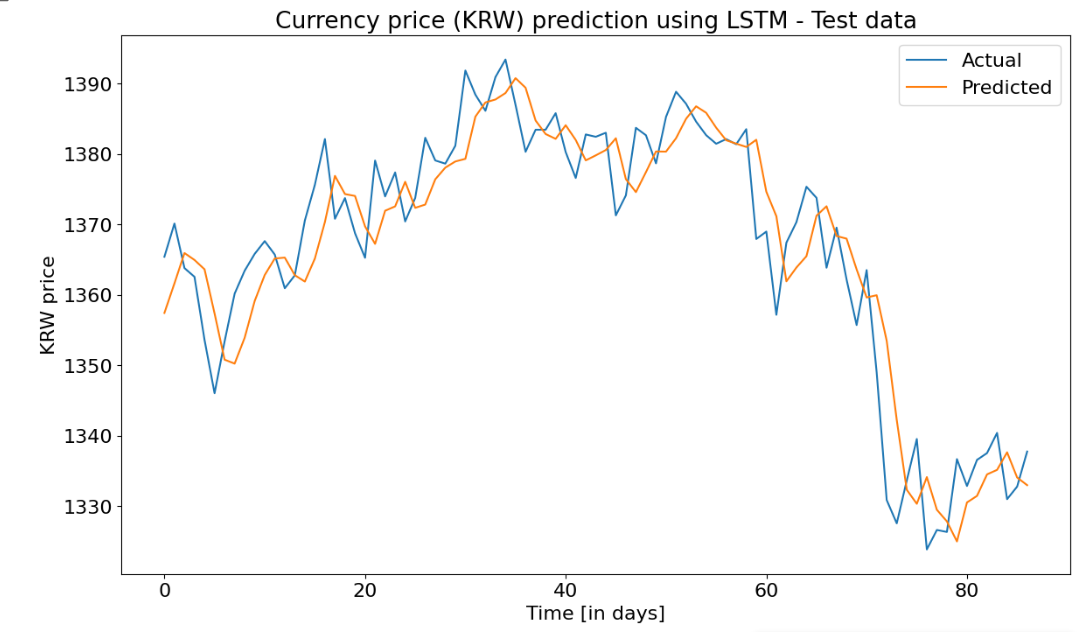 Currency price (KRW) prediction using LSTM - Test data
Actual
Predicted
1390
1380
1370
1360
1350
1340
1330
KRW price
0 20 40 60 80
Time [in days]